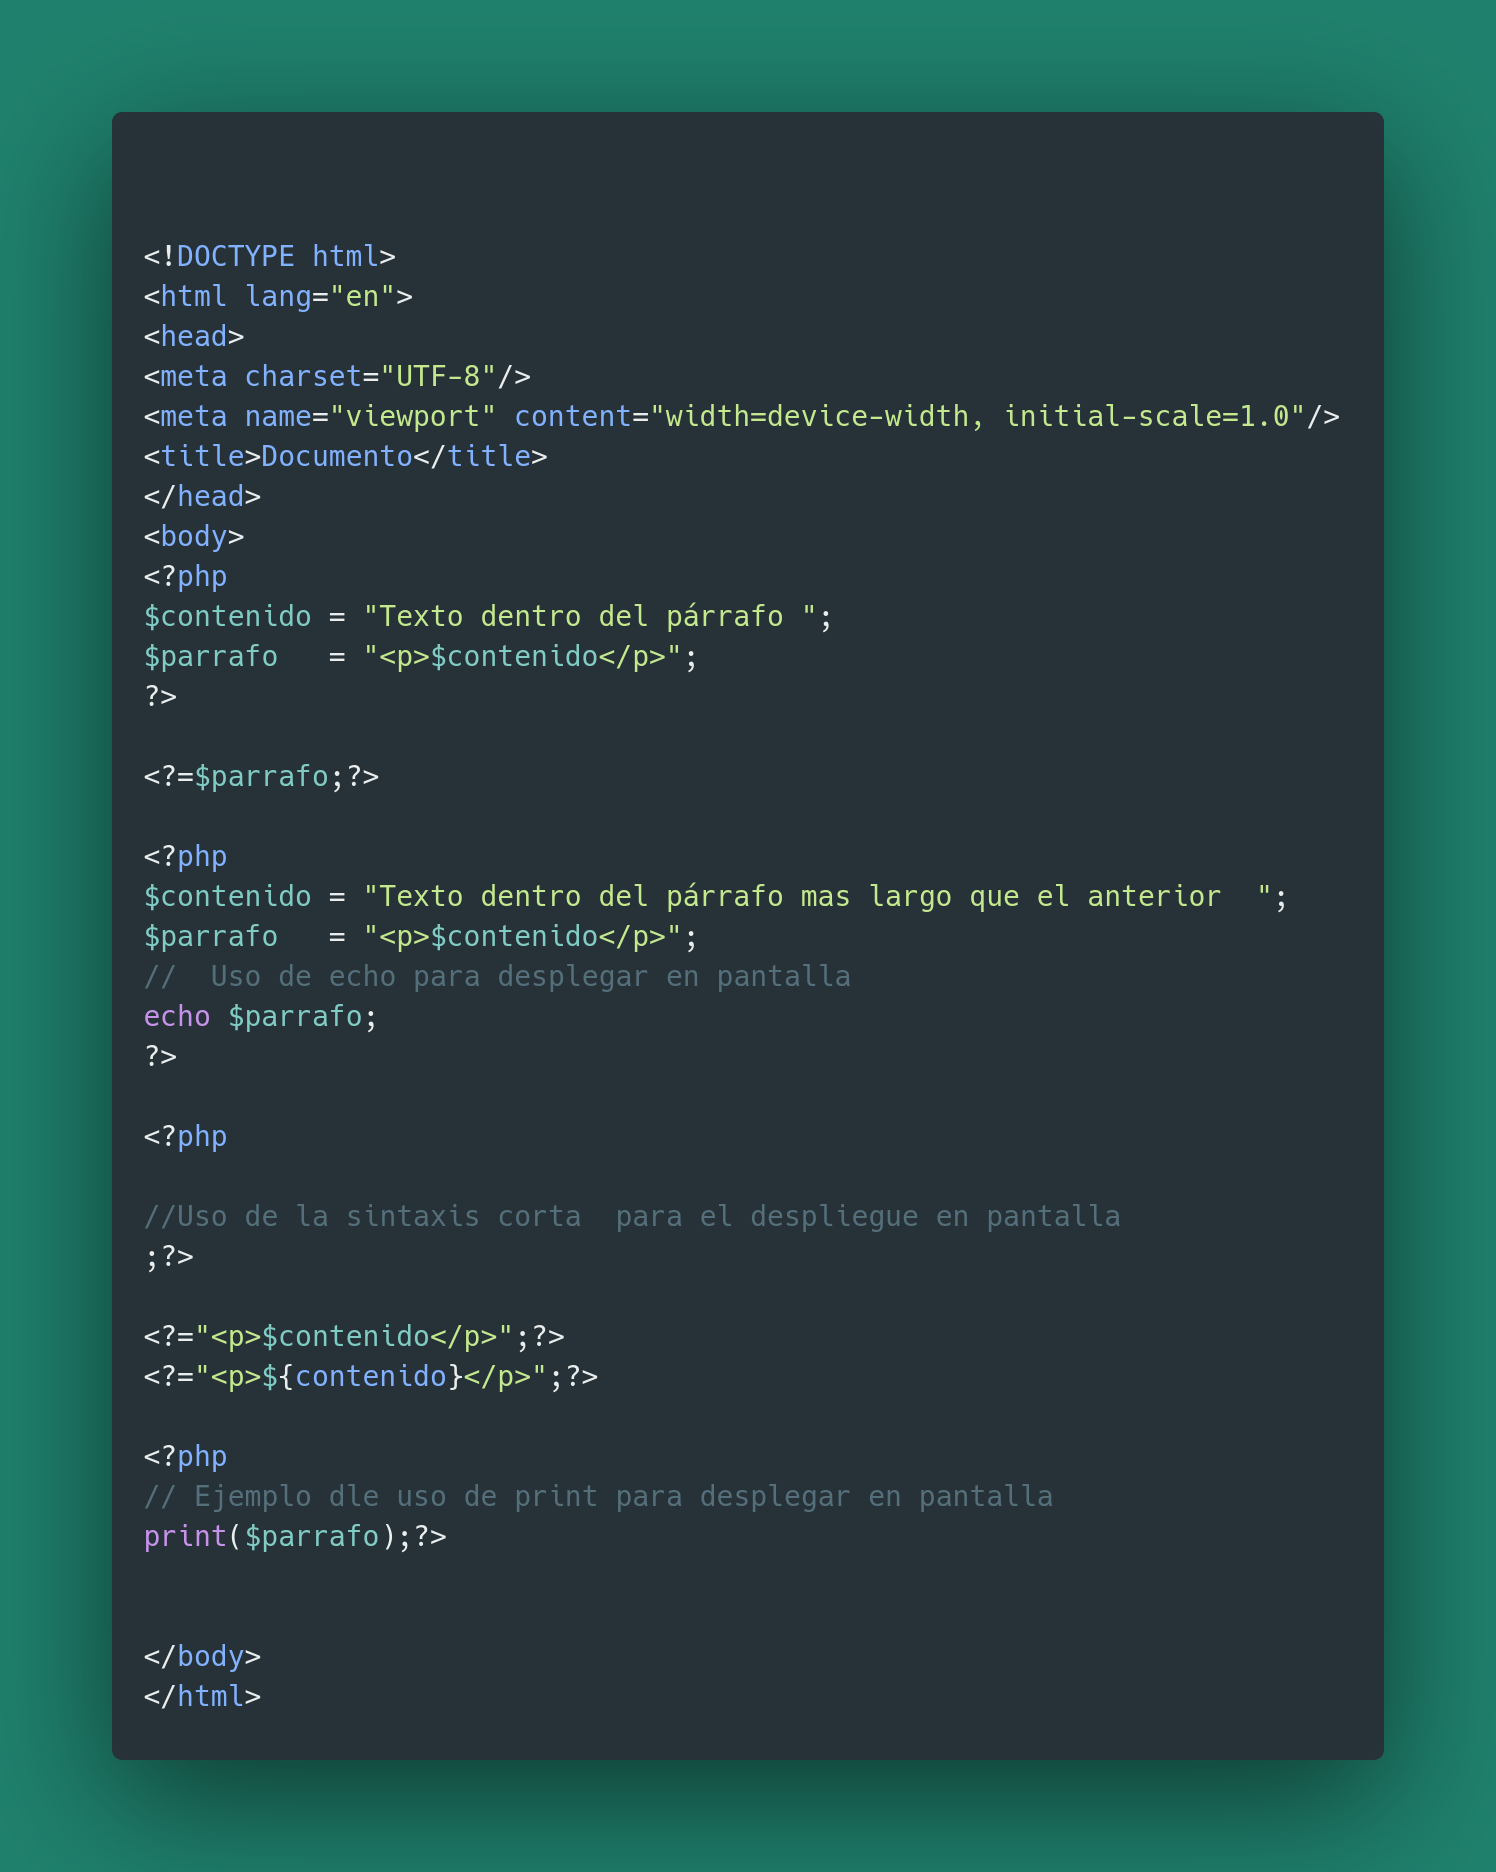 <!DOCTYPE html>
<html lang="en">
<head>
<meta charset="UTF-8"/>
<meta name="viewport" content="width=device-width, initial-scale=1.0"/>
<title>Documento</title>
</head>
<body>
<?php
$contenido = "Texto dentro del párrafo ";
$parrafo   = "<p>$contenido</p>";
?>

<?=$parrafo;?>

<?php
$contenido = "Texto dentro del párrafo mas largo que el anterior  ";
$parrafo   = "<p>$contenido</p>";
//  Uso de echo para desplegar en pantalla
echo $parrafo;
?>

<?php

//Uso de la sintaxis corta  para el despliegue en pantalla
;?>

<?="<p>$contenido</p>";?>
<?="<p>${contenido}</p>";?>

<?php
// Ejemplo dle uso de print para desplegar en pantalla
print($parrafo);?>


</body>
</html>